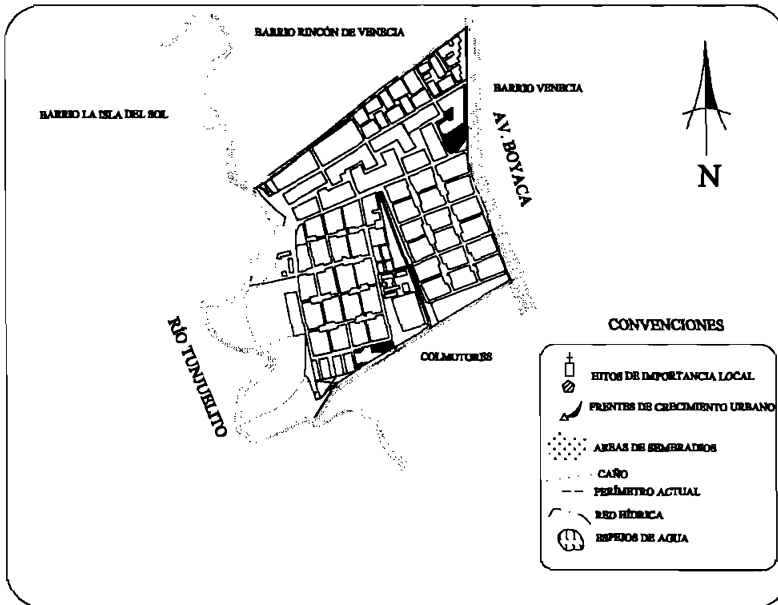 BARRIO RINCÓN DE VENECIA
BARRIO LA ISLA DEL SOL
BARRIO VENECIA
AV. BOYACA
N
RÍO TUNJUELITO
COLMOTORES
CONVENCIONES
HITOS DE IMPORTANCIA LOCAL
FRENTES DE CRECIMIENTO URBANO
AREAS DE SEMBRADIOS
CAÑO
PERÍMETRO ACTUAL
RED HÍDRICA
ESPEJOS DE AGUA